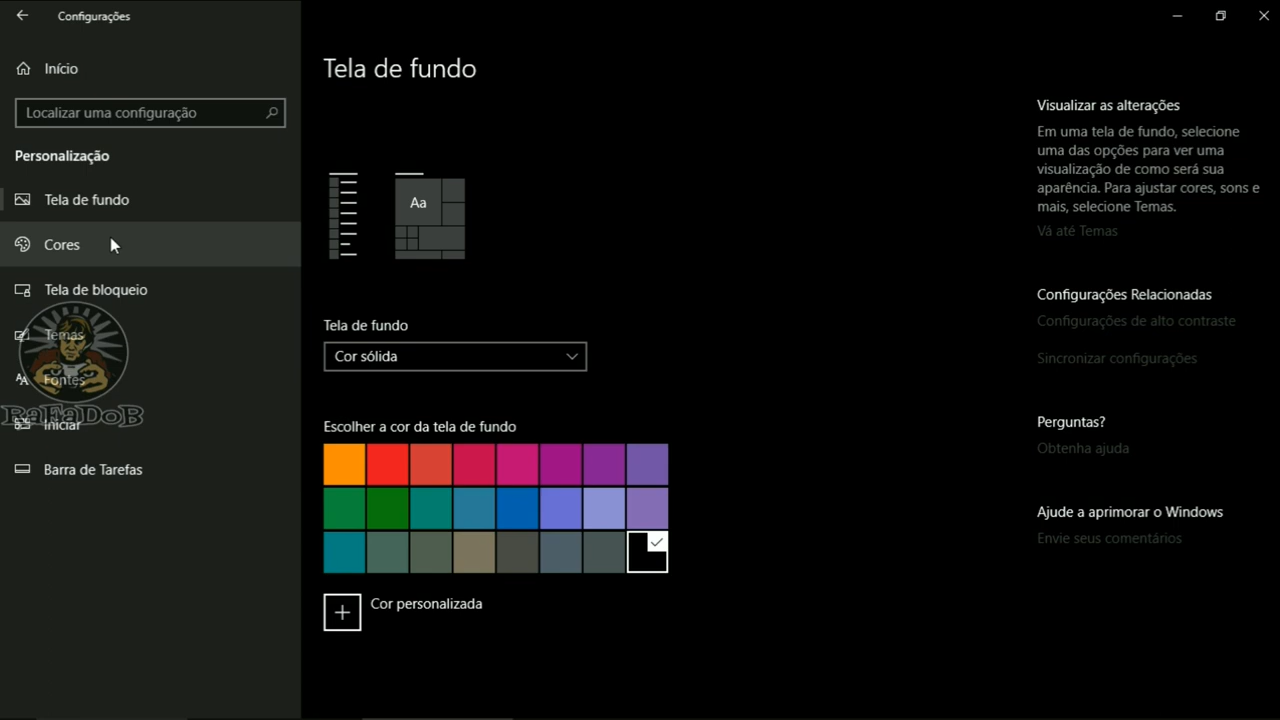 Configurações
Início
Localizar uma configuração
Personalização
Tela de fundo
Cores
Tela de bloqueio
Temas
Fontes
RaFaDoB
Iniciar
Barra de Tarefas
Tela de fundo
Aa
Tela de fundo
Cor sólida
Escolher a cor da tela de fundo
Cor personalizada
Visualizar as alterações
Em uma tela de fundo, selecione
uma das opções para ver uma
visualização de como será sua
aparência. Para ajustar cores, sons e
mais, selecione Temas.
Vá até Temas
Configurações Relacionadas
Configurações de alto contraste
Sincronizar configurações
Perguntas?
Obtenha ajuda
Ajude a aprimorar o Windows
Envie seus comentários